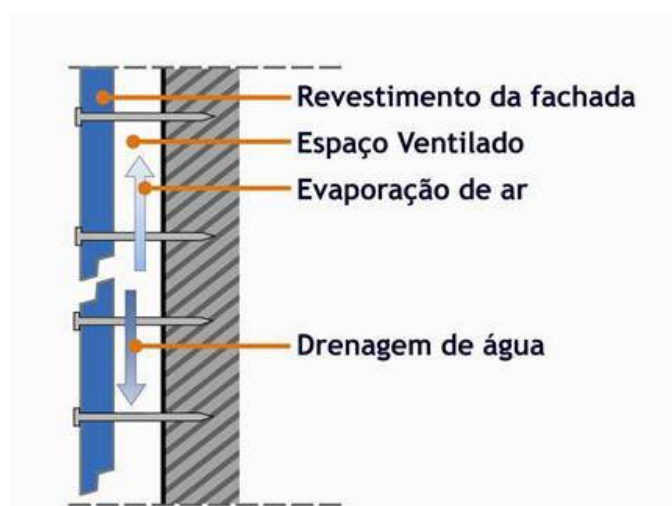 Revestimento da fachada
Espaço Ventilado
Evaporação de ar
Drenagem de água